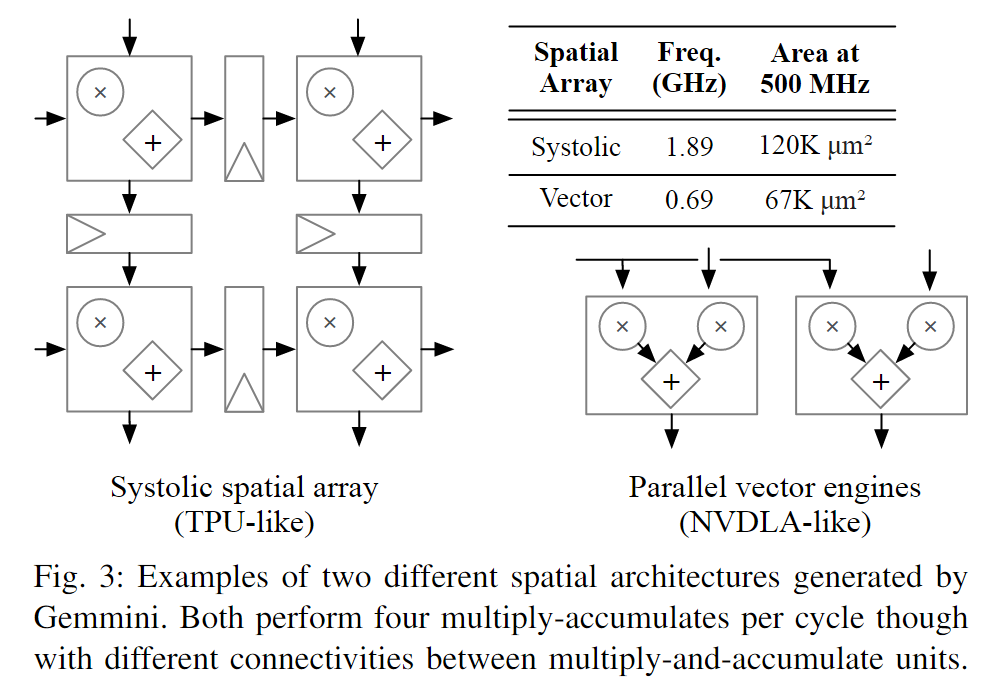 ×
+
×
+
×
+
×
+
Systolic spatial array
(TPU-like)
Spatial Array Freq. (GHz) Area at 500 MHz
Systolic 1.89 120K μm²
Vector 0.69 67K μm²
× × + × × +
Parallel vector engines
(NVDLA-like)
Fig. 3: Examples of two different spatial architectures generated by
Gemmini. Both perform four multiply-accumulates per cycle though
with different connectivities between multiply-and-accumulate units.